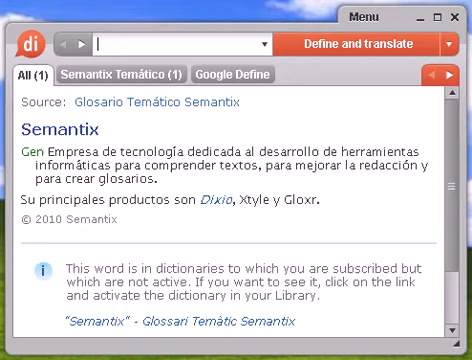 Menu
di
Define and translate
All (1) Semantix Temático (1) Google Define
Source: Glosario Temático Semantix
Semantix
Gen Empresa de tecnología dedicada al desarrollo de herramientas
informáticas para comprender textos, para mejorar la redacción y
para crear glosarios.
Su principales productos son Dixio, Xtyle y Gloxr.
© 2010 Semantix
i
This word is in dictionaries to which you are subscribed but
which are not active. If you want to see it, click on the link
and activate the dictionary in your Library.
"Semantix" - Glossari Temàtic Semantix